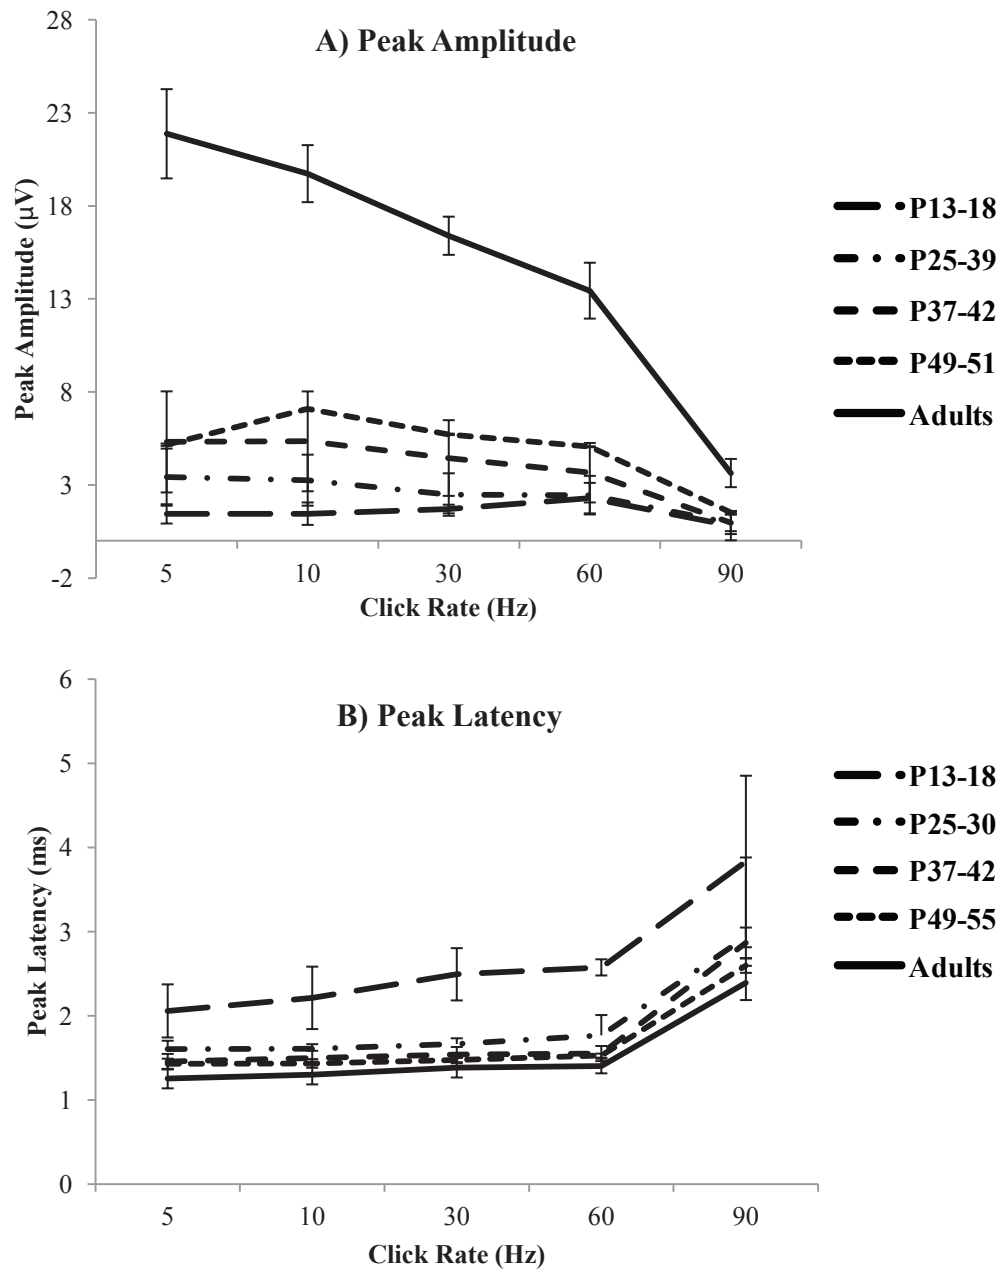 A) Peak Amplitude
28
23
18
13
8
3
-2
Peak Amplitude (µV)
5 10 30 60 90
Click Rate (Hz)
P13-18
P25-39
P37-42
P49-51
Adults
B) Peak Latency
6
5
4
3
2
1
0
Peak Latency (ms)
5 10 30 60 90
Click Rate (Hz)
P13-18
P25-30
P37-42
P49-55
Adults